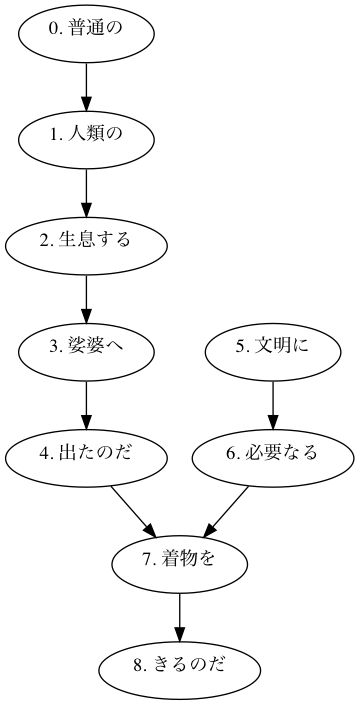 0. 普通の
1. 人類の
2. 生息する
3. 娑婆へ
5. 文明に
4. 出たのだ
6. 必要なる
7. 着物を
8. きるのだ